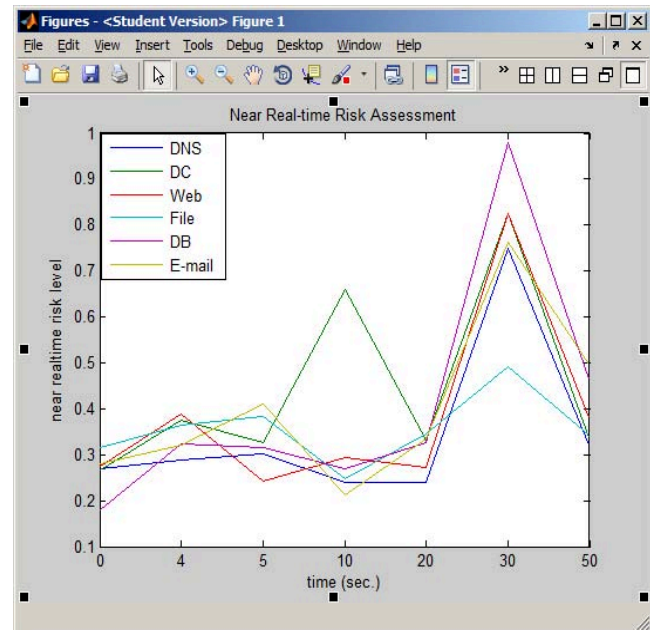 Figures - <Student Version> Figure 1
File Edit View Insert Tools Debug Desktop Window Help
Near Real-time Risk Assessment
near realtime risk level
1
0.9
0.8
0.7
0.6
0.5
0.4
0.3
0.2
0.1
DNS
DC
Web
File
DB
E-mail
0 4 5 10 20 30 50
time (sec.)